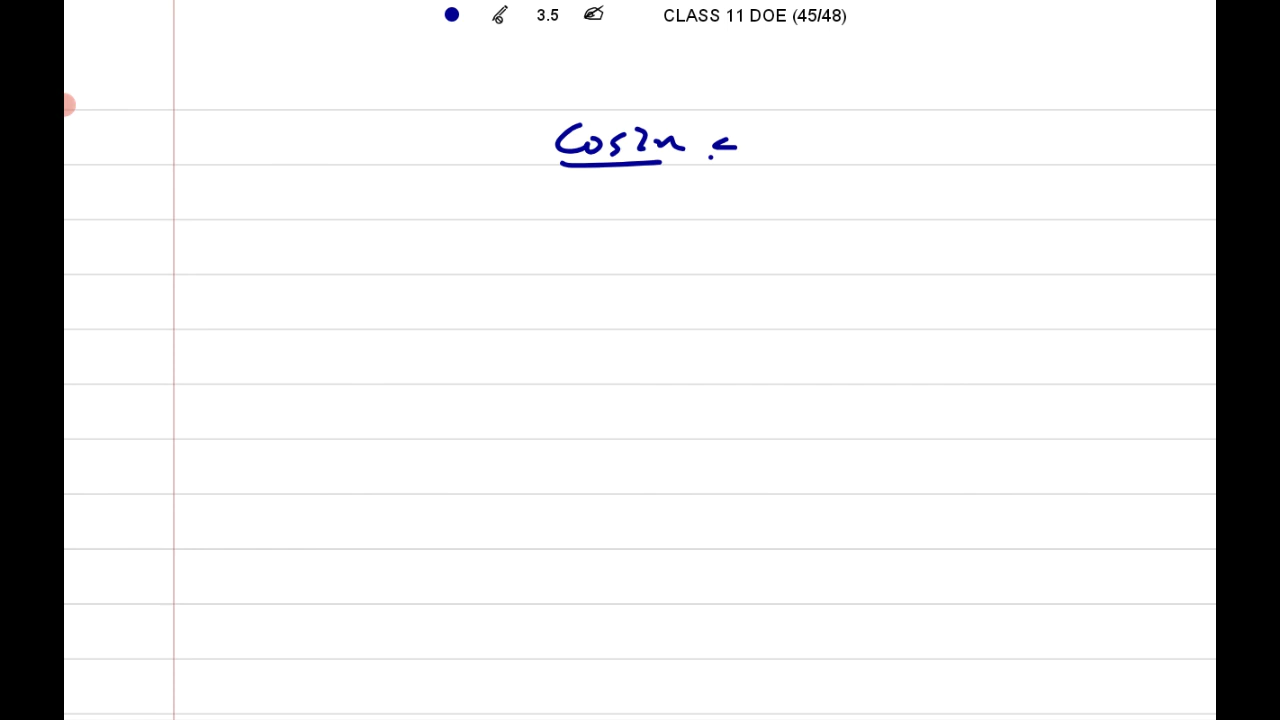 3.5 CLASS 11 DOE (45/48)
Cos2x =